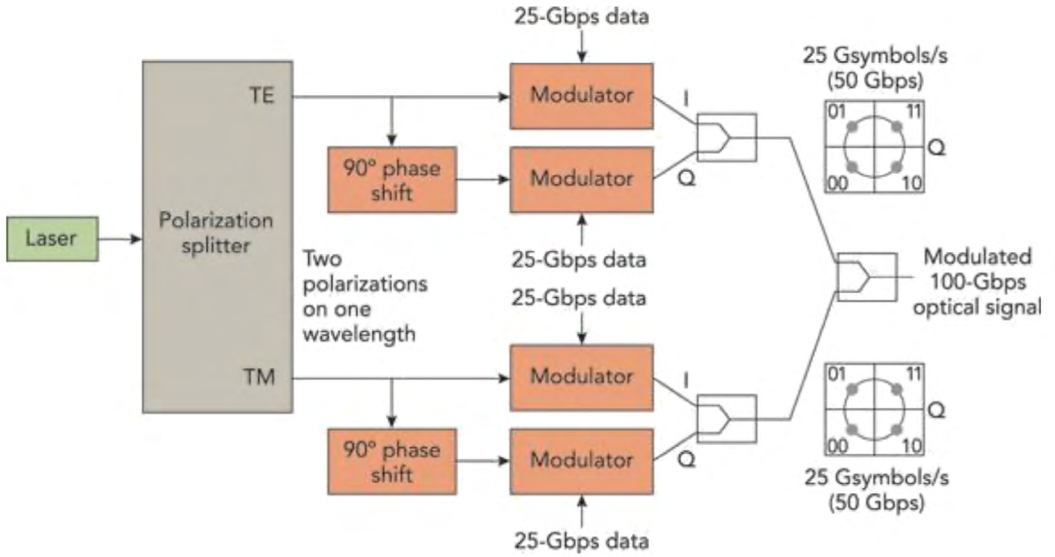 25-Gbps data
25 Gsymbols/s
(50 Gbps)
TE
Modulator
I
01
11
Q
00
10
90° phase
shift
Modulator
Q
Laser
Polarization
splitter
25-Gbps data
Two
polarizations
on one
wavelength
25-Gbps data
Modulated
100-Gbps
optical signal
TM
Modulator
I
01
11
Q
00
10
90° phase
shift
Modulator
Q
25 Gsymbols/s
(50 Gbps)
25-Gbps data